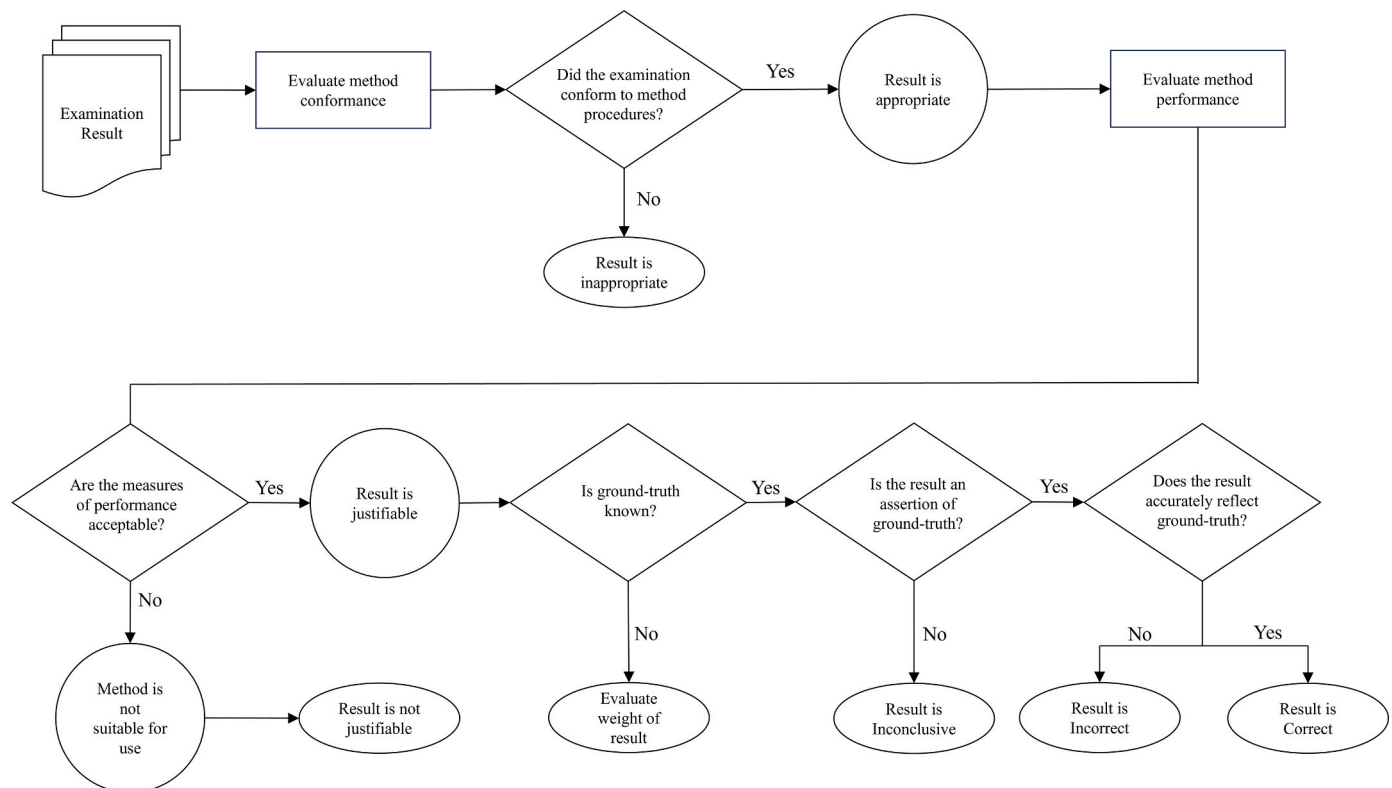 Examination
Result
Evaluate method
conformance
Did the examination
conform to method
procedures?
Yes
Result is
appropriate
Evaluate method
performance
No
Result is
inappropriate
Are the measures
of performance
acceptable?
Yes
Result is
justifiable
Is ground-truth
known?
Yes
Is the result an
assertion of
ground-truth?
Yes
Does the result
accurately reflect
ground-truth?
No
Method is
not
suitable for
use
Result is not
justifiable
No
Evaluate
weight of
result
No
Result is
Inconclusive
No
Result is
Incorrect
Yes
Result is
Correct